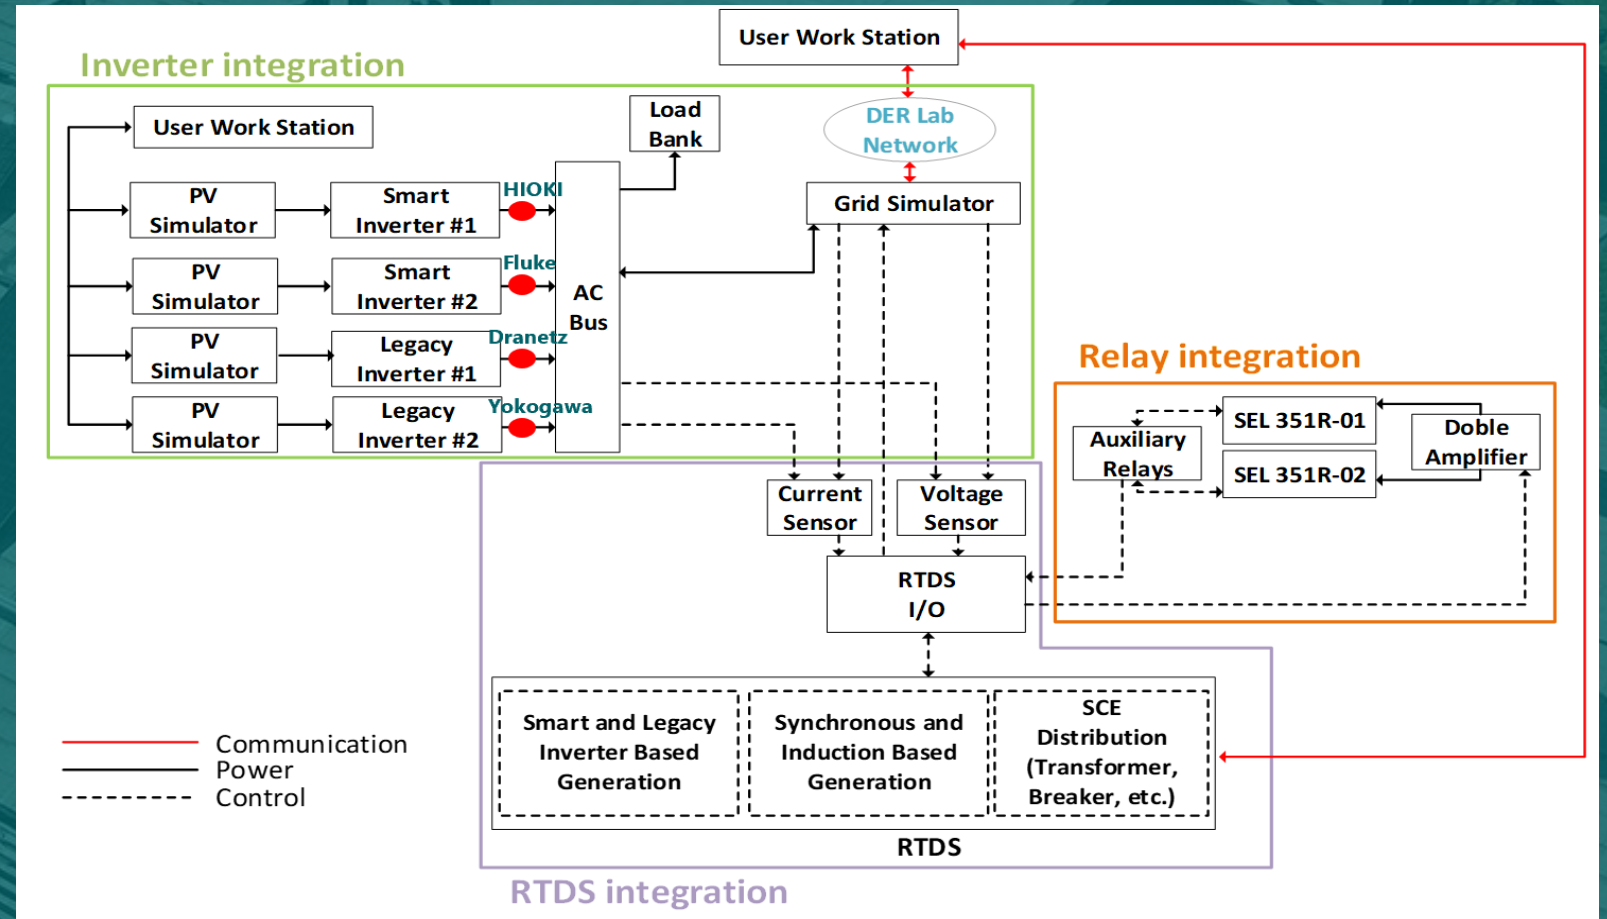 User Work Station
Inverter integration
DER Lab
Network
User Work Station
Load
Bank
PV
Simulator
Smart
Inverter #1
HIOKI
Grid Simulator
PV
Simulator
Smart
Inverter #2
Fluke
AC
Bus
PV
Simulator
Legacy
Inverter #1
Dranetz
PV
Simulator
Legacy
Inverter #2
Yokogawa
Relay integration
Auxiliary
Relays
SEL 351R-01
SEL 351R-02
Doble
Amplifier
Current
Sensor
Voltage
Sensor
RTDS
I/O
Smart and Legacy
Inverter Based
Generation
Synchronous and
Induction Based
Generation
SCE
Distribution
(Transformer,
Breaker, etc.)
RTDS
RTDS integration
Communication
Power
Control